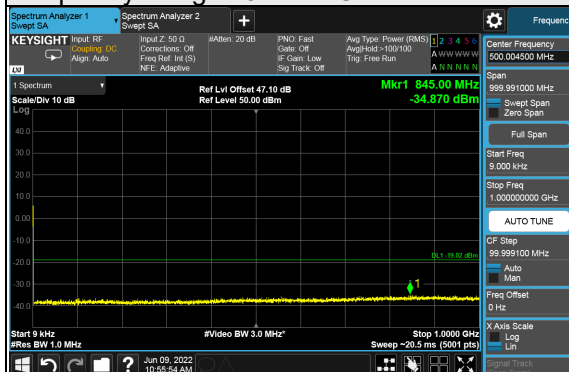 Spectrum Analyzer 1
Swept SA
Spectrum Analyzer 2
Swept SA
+
Frequenc
KEYSIGHT
Input: RF
Coupling: DC
Align: Auto
Input Z: 50 Ω
Corrections: Off
Freq Ref: Int (S)
NFE: Adaptive
#Atten: 20 dB
PNO: Fast
Gate: Off
IF Gain: Low
Sig Track: Off
Avg Type: Power (RMS)
Avg|Hold:>100/100
Trig: Free Run
1 2 3 4 5 6
A W W W W W
A N N N N N
LXI
1 Spectrum
Scale/Div 10 dB
Log
Ref Lvl Offset 47.10 dB
Ref Level 50.00 dBm
Mkr1 845.00 MHz
-34.870 dBm
40.0
30.0
20.0
10.0
0.00
-10.0
-20.0
-30.0
-40.0
DL1 -19.02 dBm
1
Start 9 kHz
#Res BW 1.0 MHz
#Video BW 3.0 MHz*
Stop 1.0000 GHz
Sweep ~20.5 ms (5001 pts)
Jun 09, 2022
10:55:54 AM
?
Center Frequency
500.004500 MHz
Span
999.991000 MHz
Swept Span
Zero Span
Full Span
Start Freq
9.000 kHz
Stop Freq
1.000000000 GHz
AUTO TUNE
CF Step
99.999100 MHz
Auto
Man
Freq Offset
0 Hz
X Axis Scale
Log
Lin
Signal Track